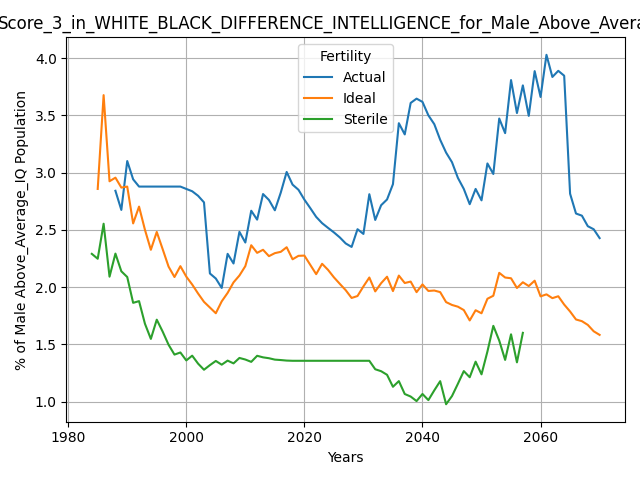 Score_3_in_WHITE_BLACK_DIFFERENCE_INTELLIGENCE_for_Male_Above_Avera
Fertility
Actual
Ideal
Sterile
% of Male Above_Average_IQ Population
4.0
3.5
3.0
2.5
2.0
1.5
1.0
1980
2000
2020
2040
2060
Years